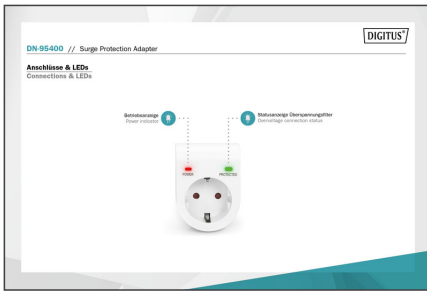 DIGITUS®
DN-95400 // Surge Protection Adapter
Anschlüsse & LEDs
Connections & LEDs
Betriebsanzeige
Power indicator
Statusanzeige Überspannungsfilter
Overvoltage connection status
POWER
PROTECTED